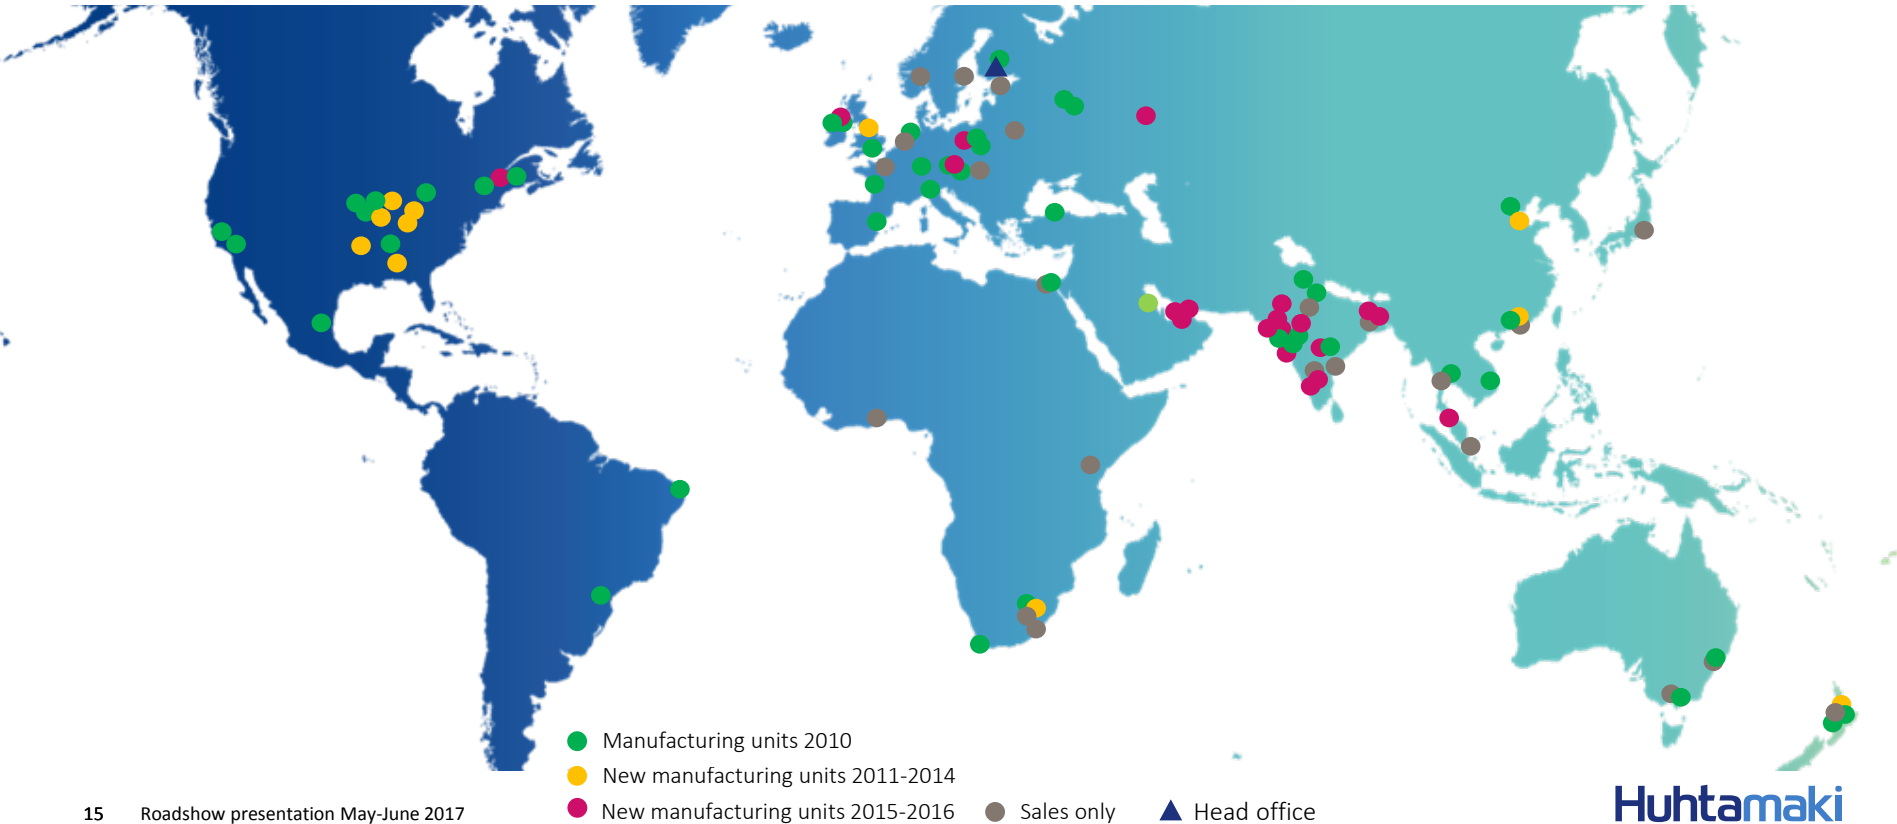 Manufacturing units 2010
New manufacturing units 2011-2014
New manufacturing units 2015-2016
Sales only
Head office
15 Roadshow presentation May-June 2017
Huhtamaki